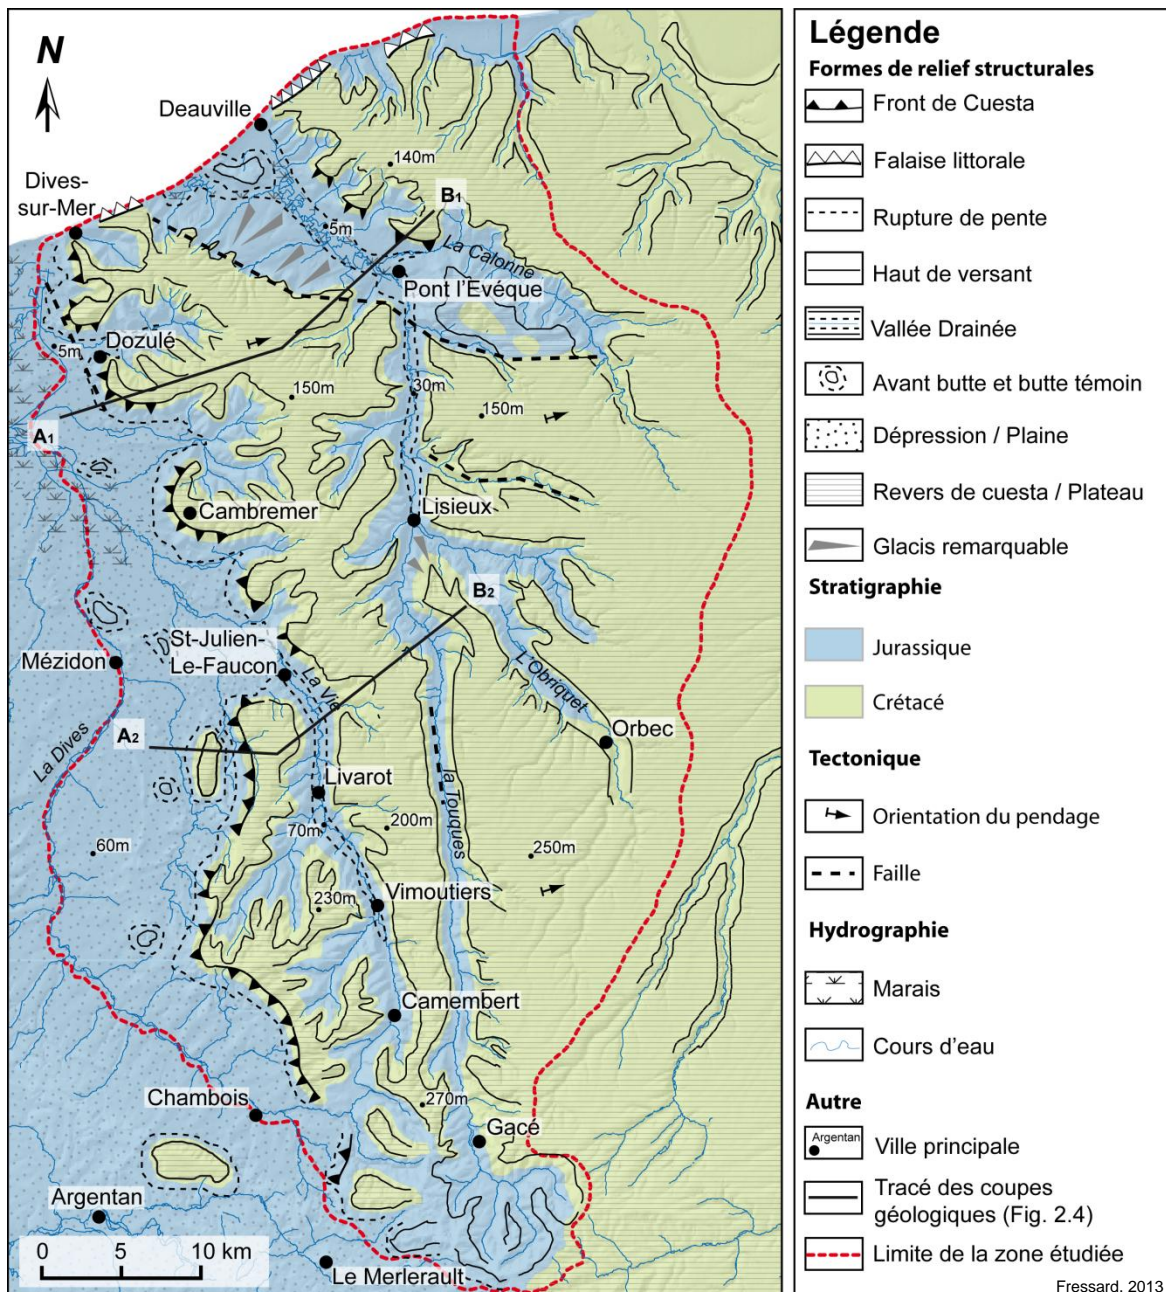 N
Deauville
140m
Dives-
sur-Mer
B1
5m
La Calonne
Pont l'Evéque
5m
Dozulé
30m
150m
150m
A1
Cambremer
Lisieux
B2
St-Julien-
Le-Faucon
Mézidon
La Vie
L'Obriquet
A2
Orbec
La Dives
Livarot
la Touques
70m
200m
60m
250m
Vimoutiers
230m
Camembert
270m
Chambois
Gacé
Argentan
0 5 10 km
Le Merlerault
Légende
Formes de relief structurales
Front de Cuesta
Falaise littorale
Rupture de pente
Haut de versant
Vallée Drainée
Avant butte et butte témoin
Dépression / Plaine
Revers de cuesta / Plateau
Glacis remarquable
Stratigraphie
Jurassique
Crétacé
Tectonique
Orientation du pendage
Faille
Hydrographie
Marais
Cours d'eau
Autre
Argentan
Ville principale
Tracé des coupes
géologiques (Fig. 2.4)
Limite de la zone étudiée
Fressard, 2013